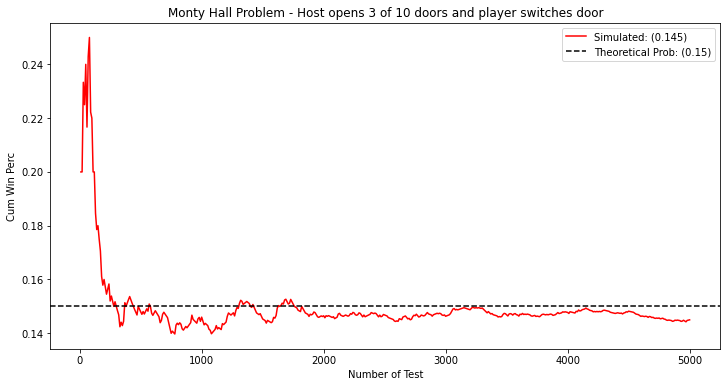 Monty Hall Problem - Host opens 3 of 10 doors and player switches door
Simulated: (0.145)
Theoretical Prob: (0.15)
0.24
0.22
0.20
0.18
0.16
0.14
Cum Win Perc
0
1000
2000
3000
4000
5000
Number of Test